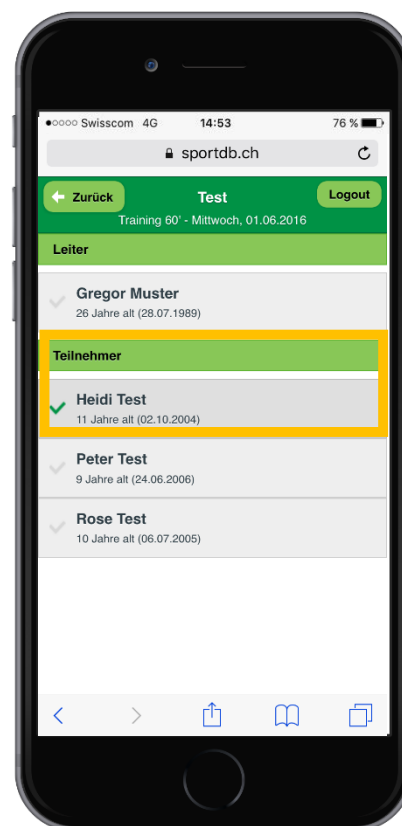 Swisscom 4G 14:53 76 %
sportdb.ch
Zurück Test Logout
Training 60' - Mittwoch, 01.06.2016
Leiter
Gregor Muster
26 Jahre alt (28.07.1989)
Teilnehmer
Heidi Test
11 Jahre alt (02.10.2004)
Peter Test
9 Jahre alt (24.06.2006)
Rose Test
10 Jahre alt (06.07.2005)